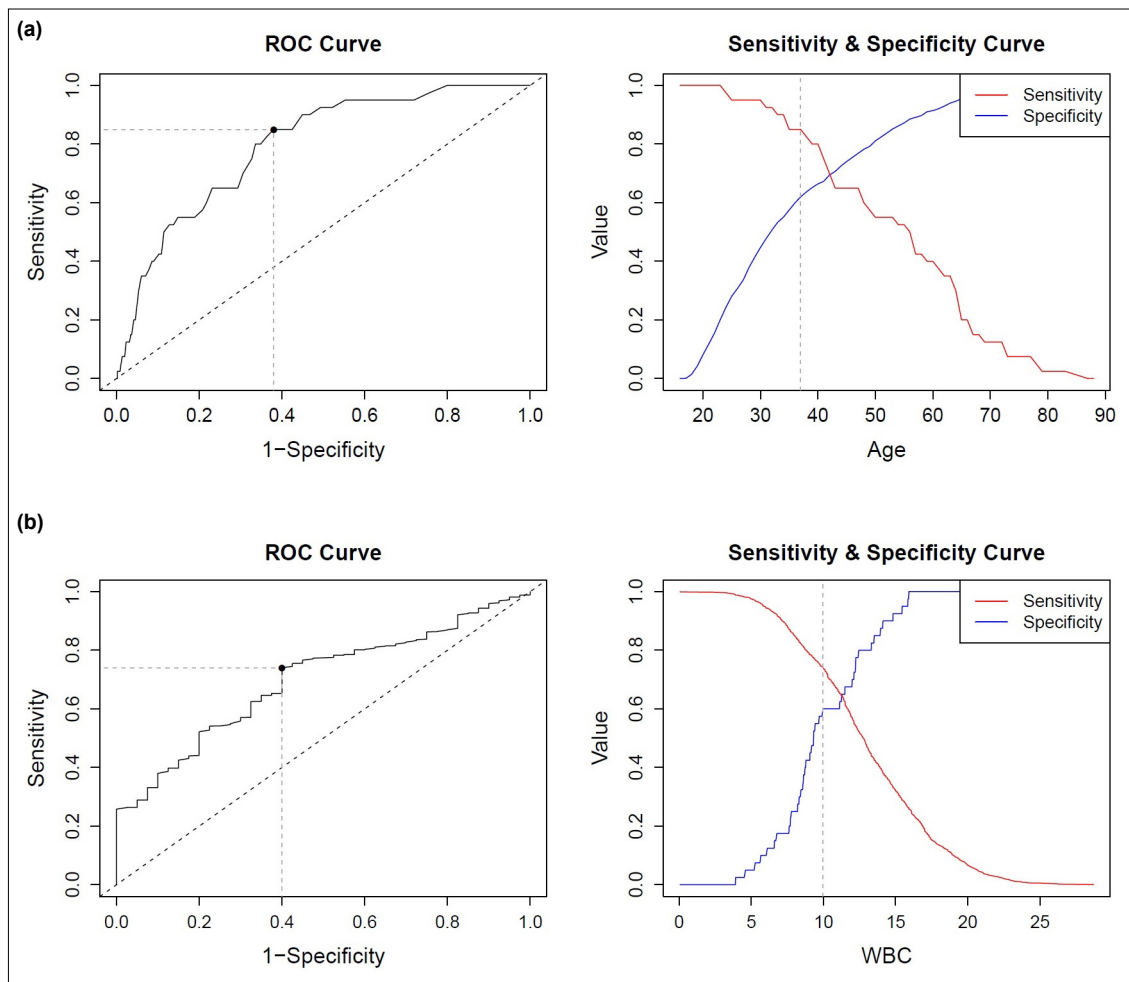 (a)
ROC Curve
Sensitivity
0.0 0.2 0.4 0.6 0.8 1.0
0.0 0.2 0.4 0.6 0.8 1.0
1−Specificity
Sensitivity & Specificity Curve
Sensitivity
Specificity
Value
0.0 0.2 0.4 0.6 0.8 1.0
20 30 40 50 60 70 80 90
Age
(b)
ROC Curve
Sensitivity
0.0 0.2 0.4 0.6 0.8 1.0
0.0 0.2 0.4 0.6 0.8 1.0
1−Specificity
Sensitivity & Specificity Curve
Sensitivity
Specificity
Value
0.0 0.2 0.4 0.6 0.8 1.0
0 5 10 15 20 25
WBC